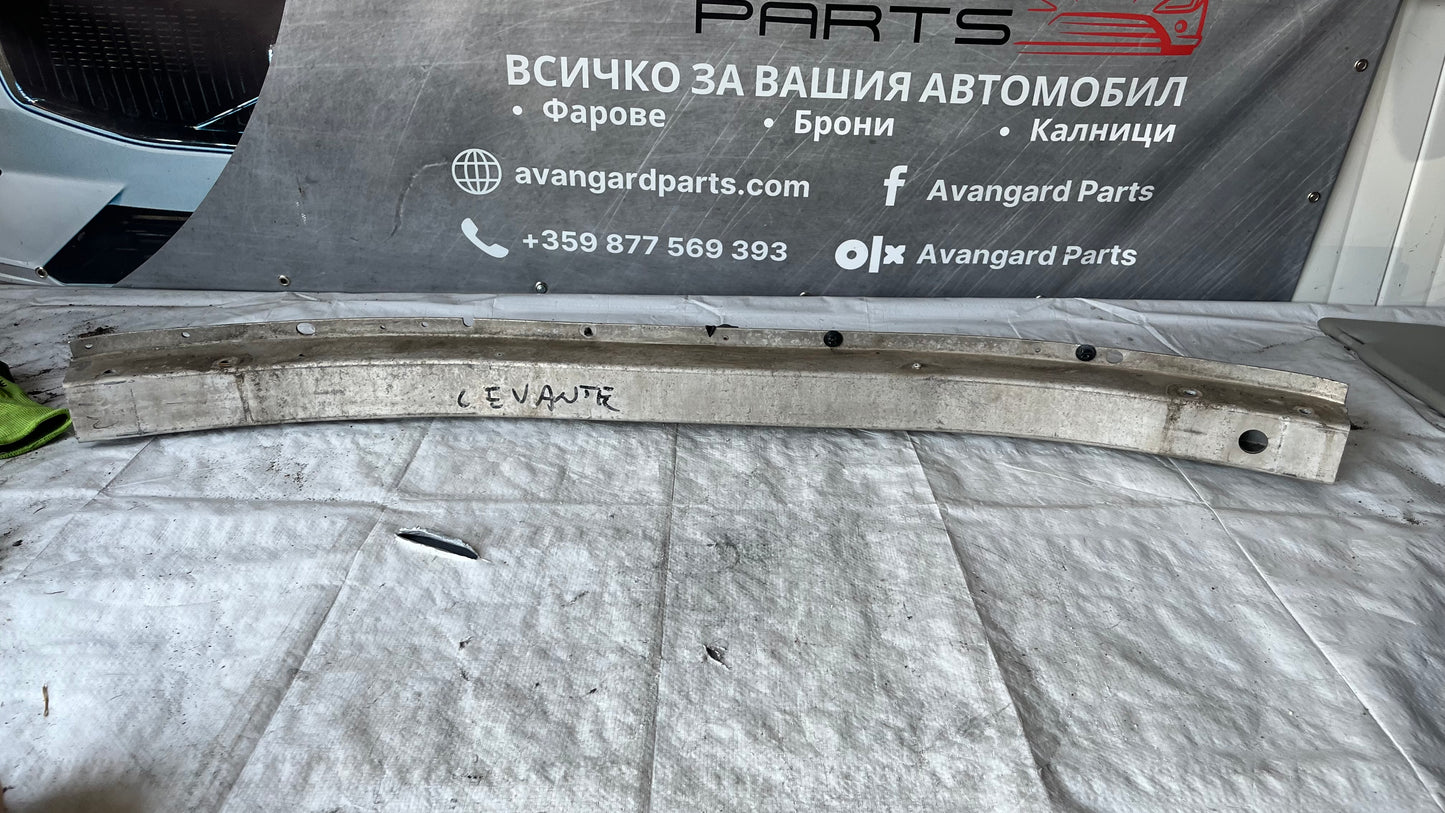 PARTS
ВСИЧКО ЗА ВАШИЯ АВТОМОБИЛ
• Фарове • Брони • Калници
avangardparts.com
f Avangard Parts
+359 877 569 393
olx Avangard Parts
LEVANTE